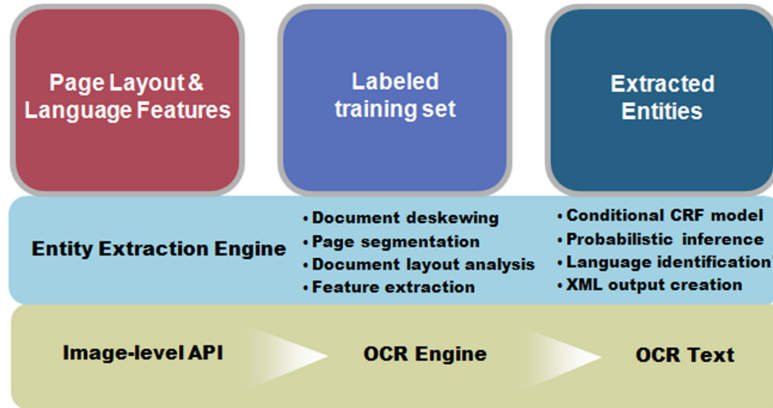 Page Layout &
Language Features
Labeled
training set
Extracted
Entities
Entity Extraction Engine
• Document deskewing
• Page segmentation
• Document layout analysis
• Feature extraction
• Conditional CRF model
• Probabilistic inference
• Language identification
• XML output creation
Image-level API
OCR Engine
OCR Text